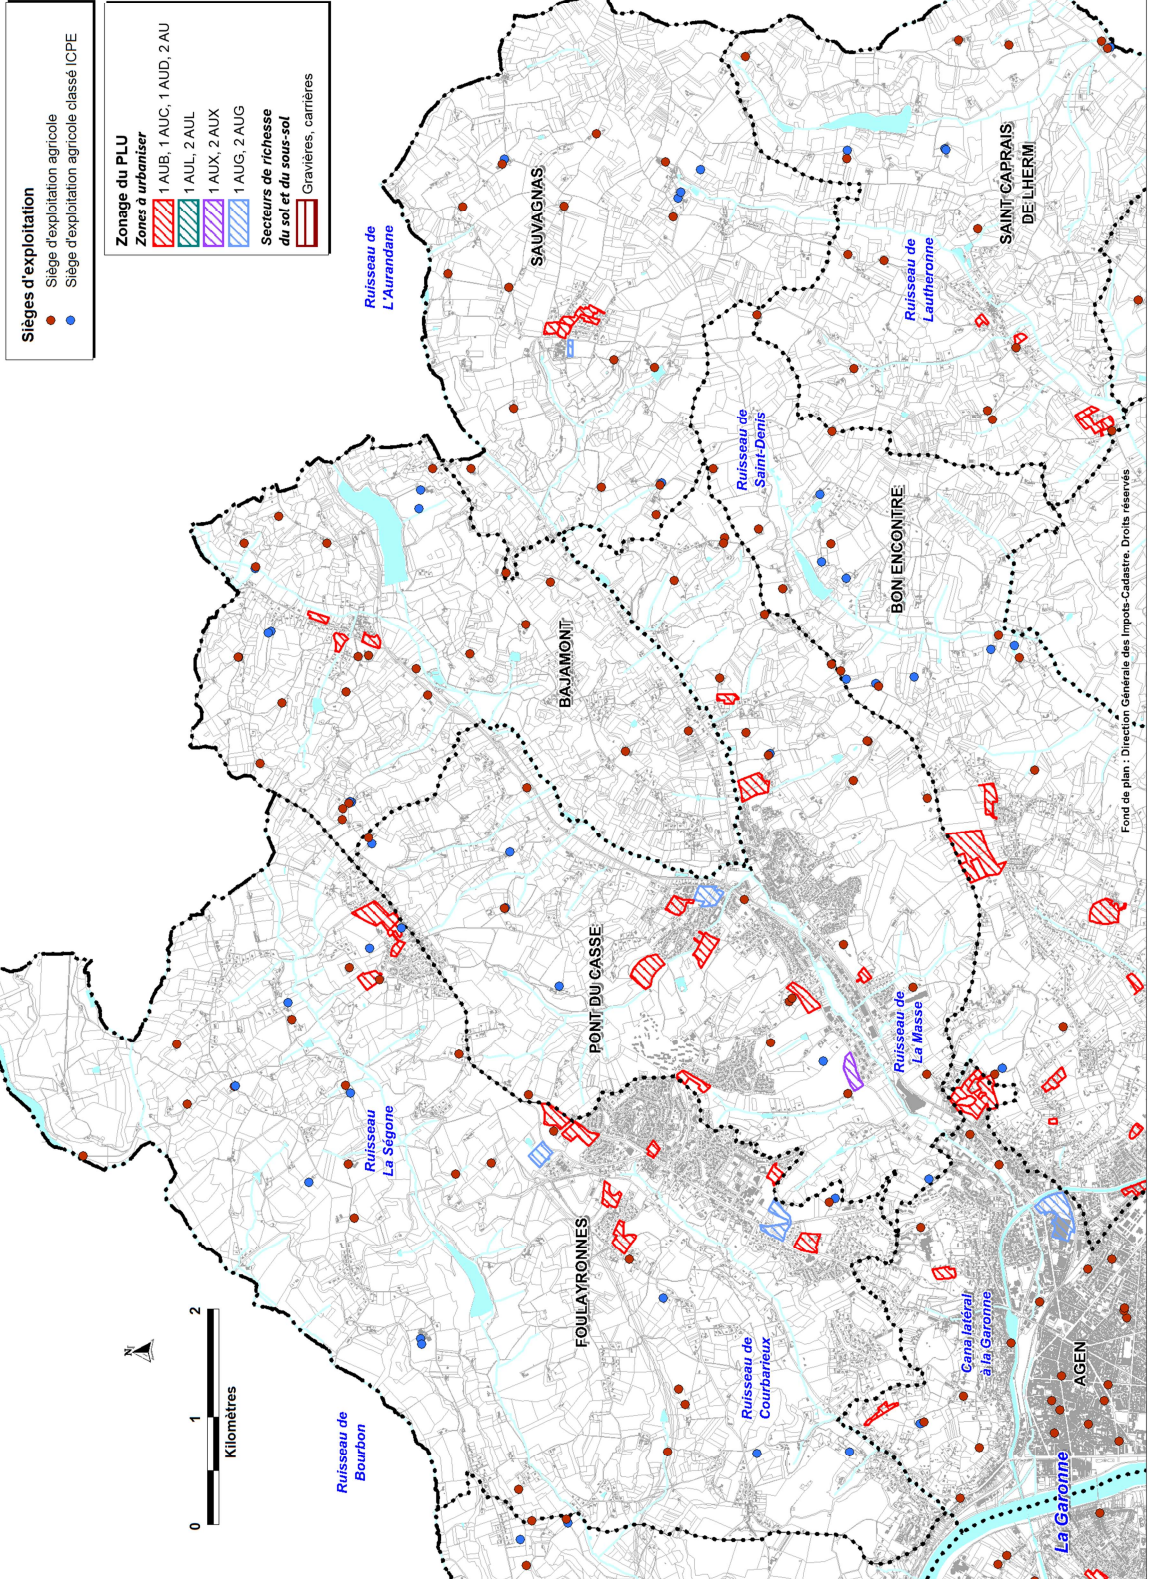 Sièges d'exploitation
Siège d'exploitation agricole
Siège d'exploitation agricole classé ICPE
Zonage du PLU
Zones à urbaniser
1 AUB, 1 AUC, 1 AUD, 2 AU
1 AUL, 2 AUL
1 AUX, 2 AUX
1 AUG, 2 AUG
Secteurs de richesse
du sol et du sous-sol
Gravières, carrières
N
0 1 2
Kilomètres
Ruisseau de
Bourbon
Ruisseau
La Ségone
Ruisseau de
L'Aurandane
SAUVAGNAS
BAJAMONT
PONT DU CASSE
FOULAYRONNES
Ruisseau de
Courbarieux
Ruisseau de
Saint-Denis
Ruisseau de
La Masse
Ruisseau de
Lautheronne
BON ENCONTRE
SAINT CAPRAIS
DE LHERM
Cana latéral
à la Garonne
AGEN
La Garonne
Fond de plan : Direction Générale des Impots-Cadastre. Droits réservés